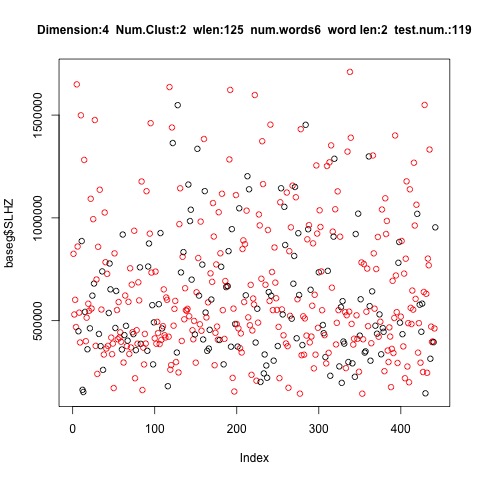 Dimension:4 Num.Clust:2 wlen:125 num.words6 word len:2 test.num.:119
1500000
1000000
500000
baseg$SLHZ
0 100 200 300 400
Index